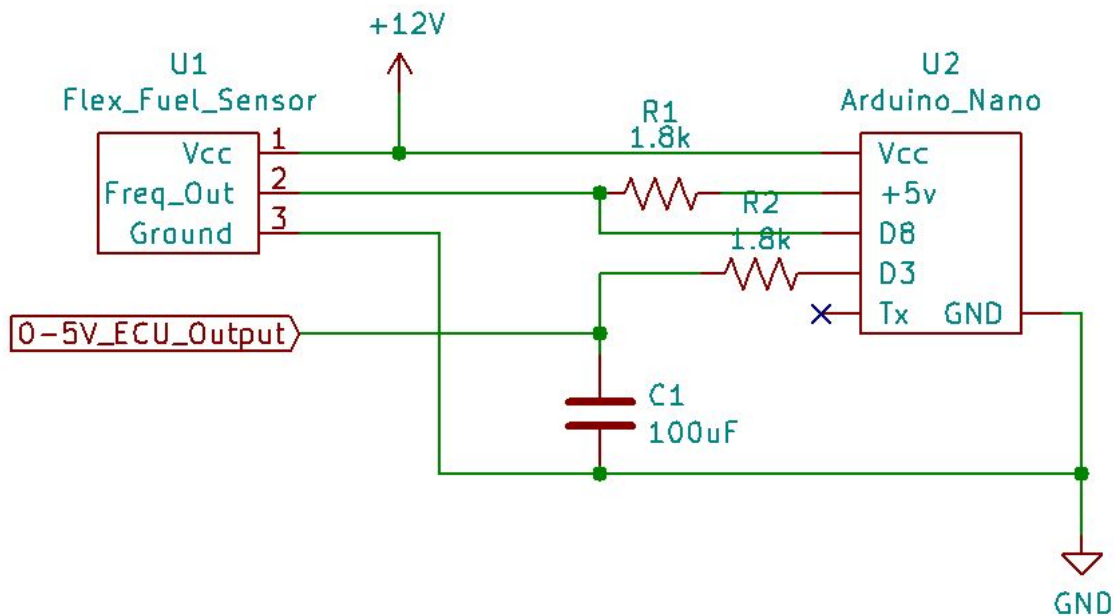 +12V
U1
Flex_Fuel_Sensor
U2
Arduino_Nano
R1
1.8k
Vcc 1
Freq_Out 2
Ground 3
Vcc
+5v
R2
1.8k
D8
D3
Tx GND
0-5V_ECU_Output
C1
100uF
GND